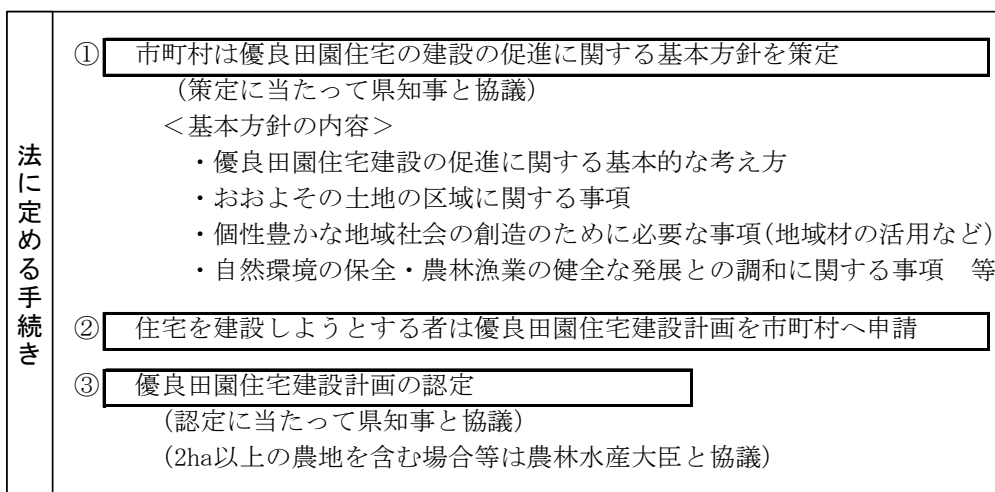 法に定める手続き
① 市町村は優良田園住宅の建設の促進に関する基本方針を策定
(策定に当たって県知事と協議)
＜基本方針の内容＞
・優良田園住宅建設の促進に関する基本的な考え方
・おおよその土地の区域に関する事項
・個性豊かな地域社会の創造のために必要な事項(地域材の活用など)
・自然環境の保全・農林漁業の健全な発展との調和に関する事項　等
② 住宅を建設しようとする者は優良田園住宅建設計画を市町村へ申請
③ 優良田園住宅建設計画の認定
(認定に当たって県知事と協議)
(2ha以上の農地を含む場合等は農林水産大臣と協議)